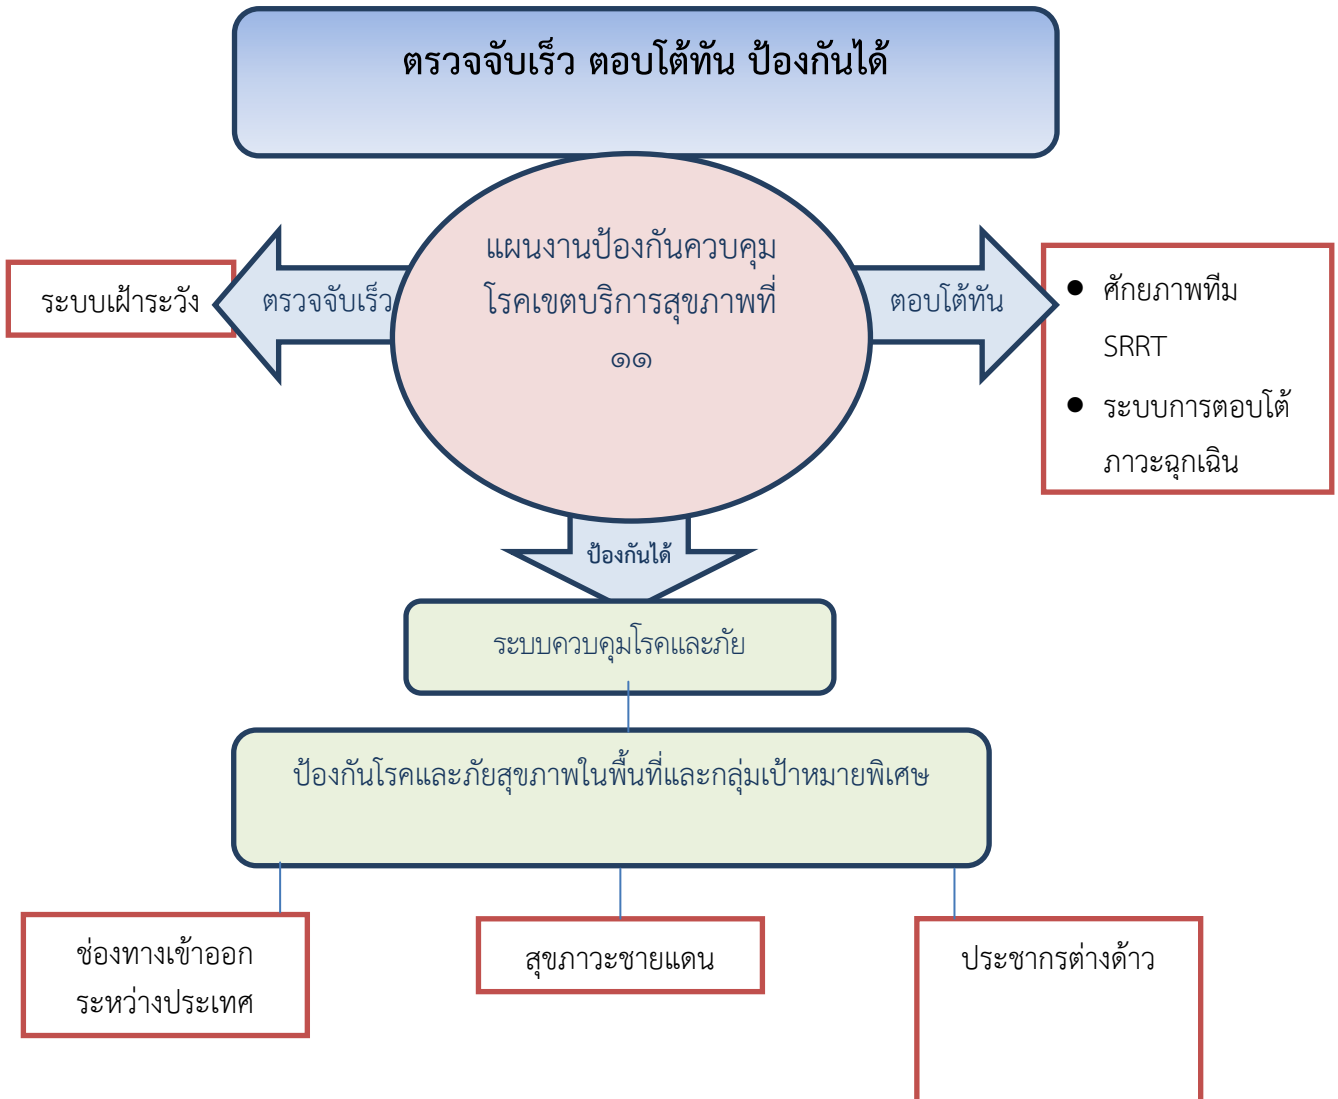 ตรวจจับเร็ว ตอบโต้ทัน ป้องกันได้
แผนงานป้องกันควบคุม
โรคเขตบริการสุขภาพที่
๑๑
ระบบเฝ้าระวัง
ตรวจจับเร็ว
ตอบโต้ทัน
● ศักยภาพทีม
SRRT
● ระบบการตอบโต้
ภาวะฉุกเฉิน
ป้องกันได้
ระบบควบคุมโรคและภัย
ป้องกันโรคและภัยสุขภาพในพื้นที่และกลุ่มเป้าหมายพิเศษ
ช่องทางเข้าออก
ระหว่างประเทศ
สุขภาวะชายแดน
ประชากรต่างด้าว